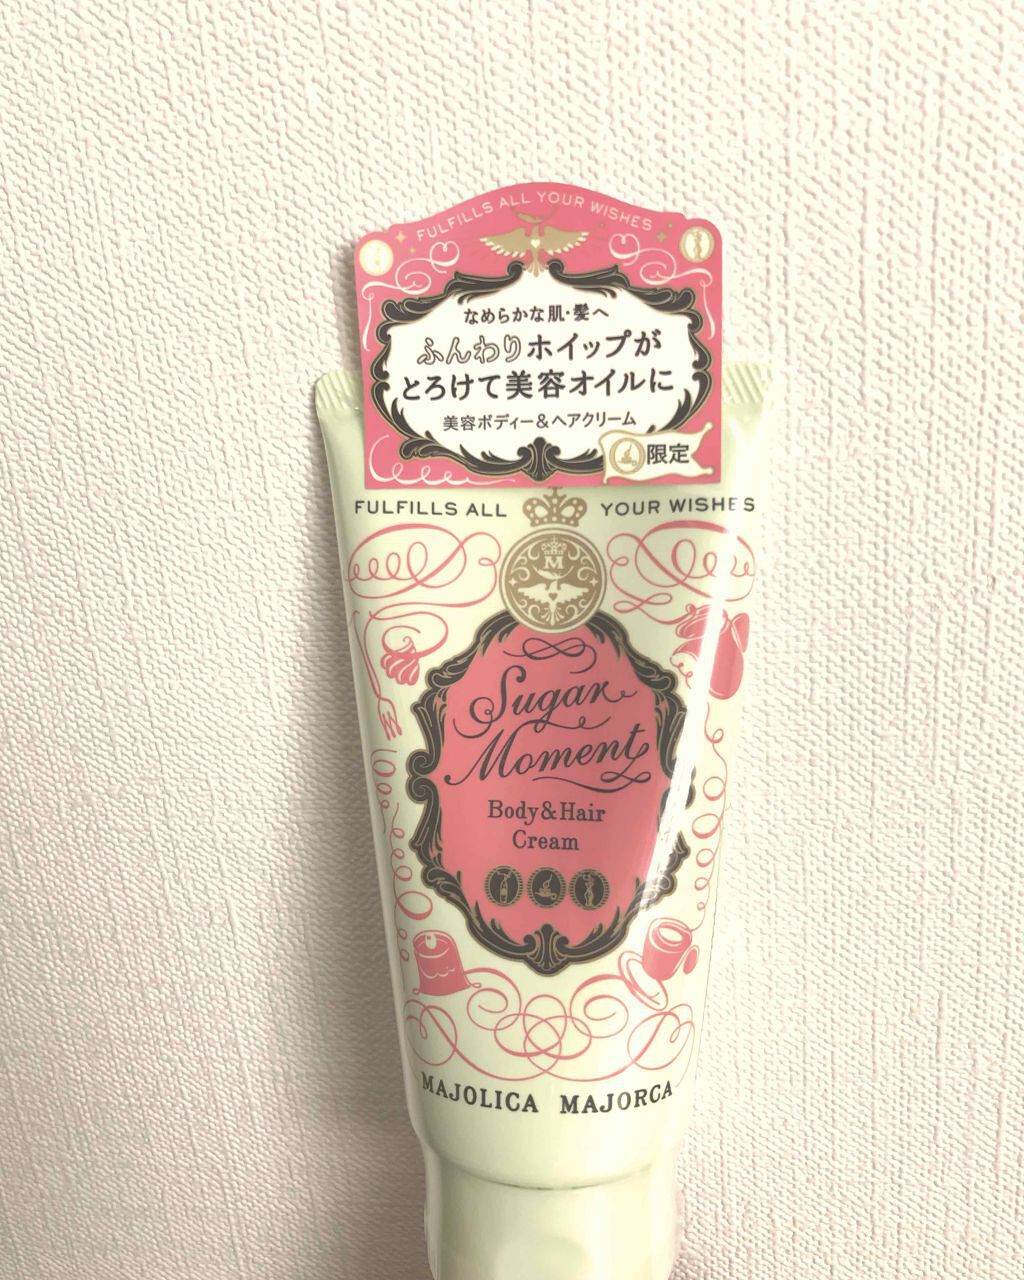 FULFILLS ALL YOUR WISHES
なめらかな肌・髪へ
ふんわりホイップが
とろけて美容オイルに
美容ボディー&ヘアクリーム
限定
FULFILLS ALL YOUR WISHES
M
Sugar
Moment
Body&Hair
Cream
MAJOLICA MAJORCA